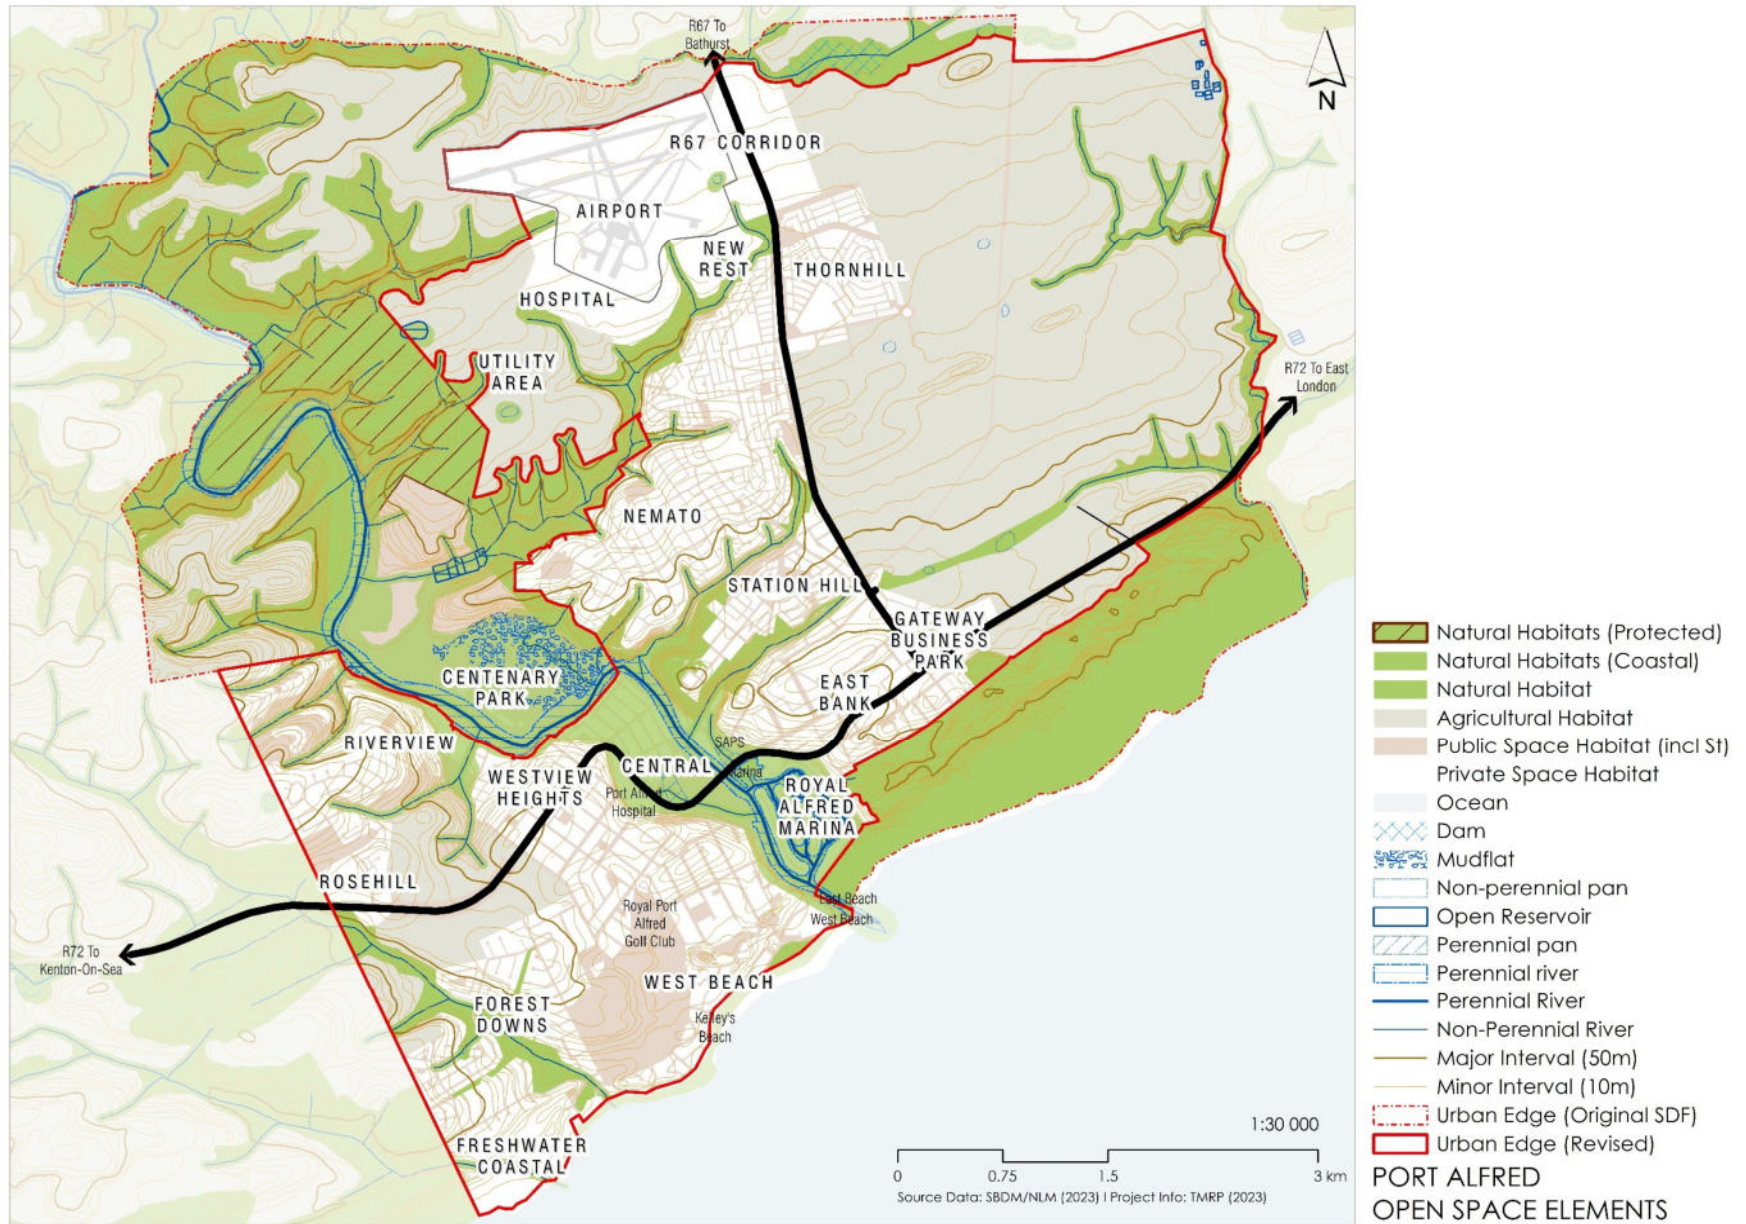 R67 To
Bathurst
N
R67 CORRIDOR
AIRPORT
NEW
REST
THORNHILL
HOSPITAL
UTILITY
AREA
R72 To East
London
NEMATO
STATION HILL
GATEWAY
BUSINESS
PARK
CENTENARY
PARK
EAST
BANK
RIVERVIEW
SAPS
CENTRAL
Marina
WESTVIEW
HEIGHTS
Port Alfred
Hospital
ROYAL
ALFRED
MARINA
ROSEHILL
East Beach
West Beach
Royal Port
Alfred
Golf Club
R72 To
Kenton-On-Sea
WEST BEACH
FOREST
DOWNS
Kelley's
Beach
FRESHWATER
COASTAL
1:30 000
0 0.75 1.5 3 km
Source Data: SBDM/NLM (2023) I Project Info: TMRP (2023)
Natural Habitats (Protected)
Natural Habitats (Coastal)
Natural Habitat
Agricultural Habitat
Public Space Habitat (incl St)
Private Space Habitat
Ocean
Dam
Mudflat
Non-perennial pan
Open Reservoir
Perennial pan
Perennial river
Perennial River
Non-Perennial River
Major Interval (50m)
Minor Interval (10m)
Urban Edge (Original SDF)
Urban Edge (Revised)
PORT ALFRED
OPEN SPACE ELEMENTS